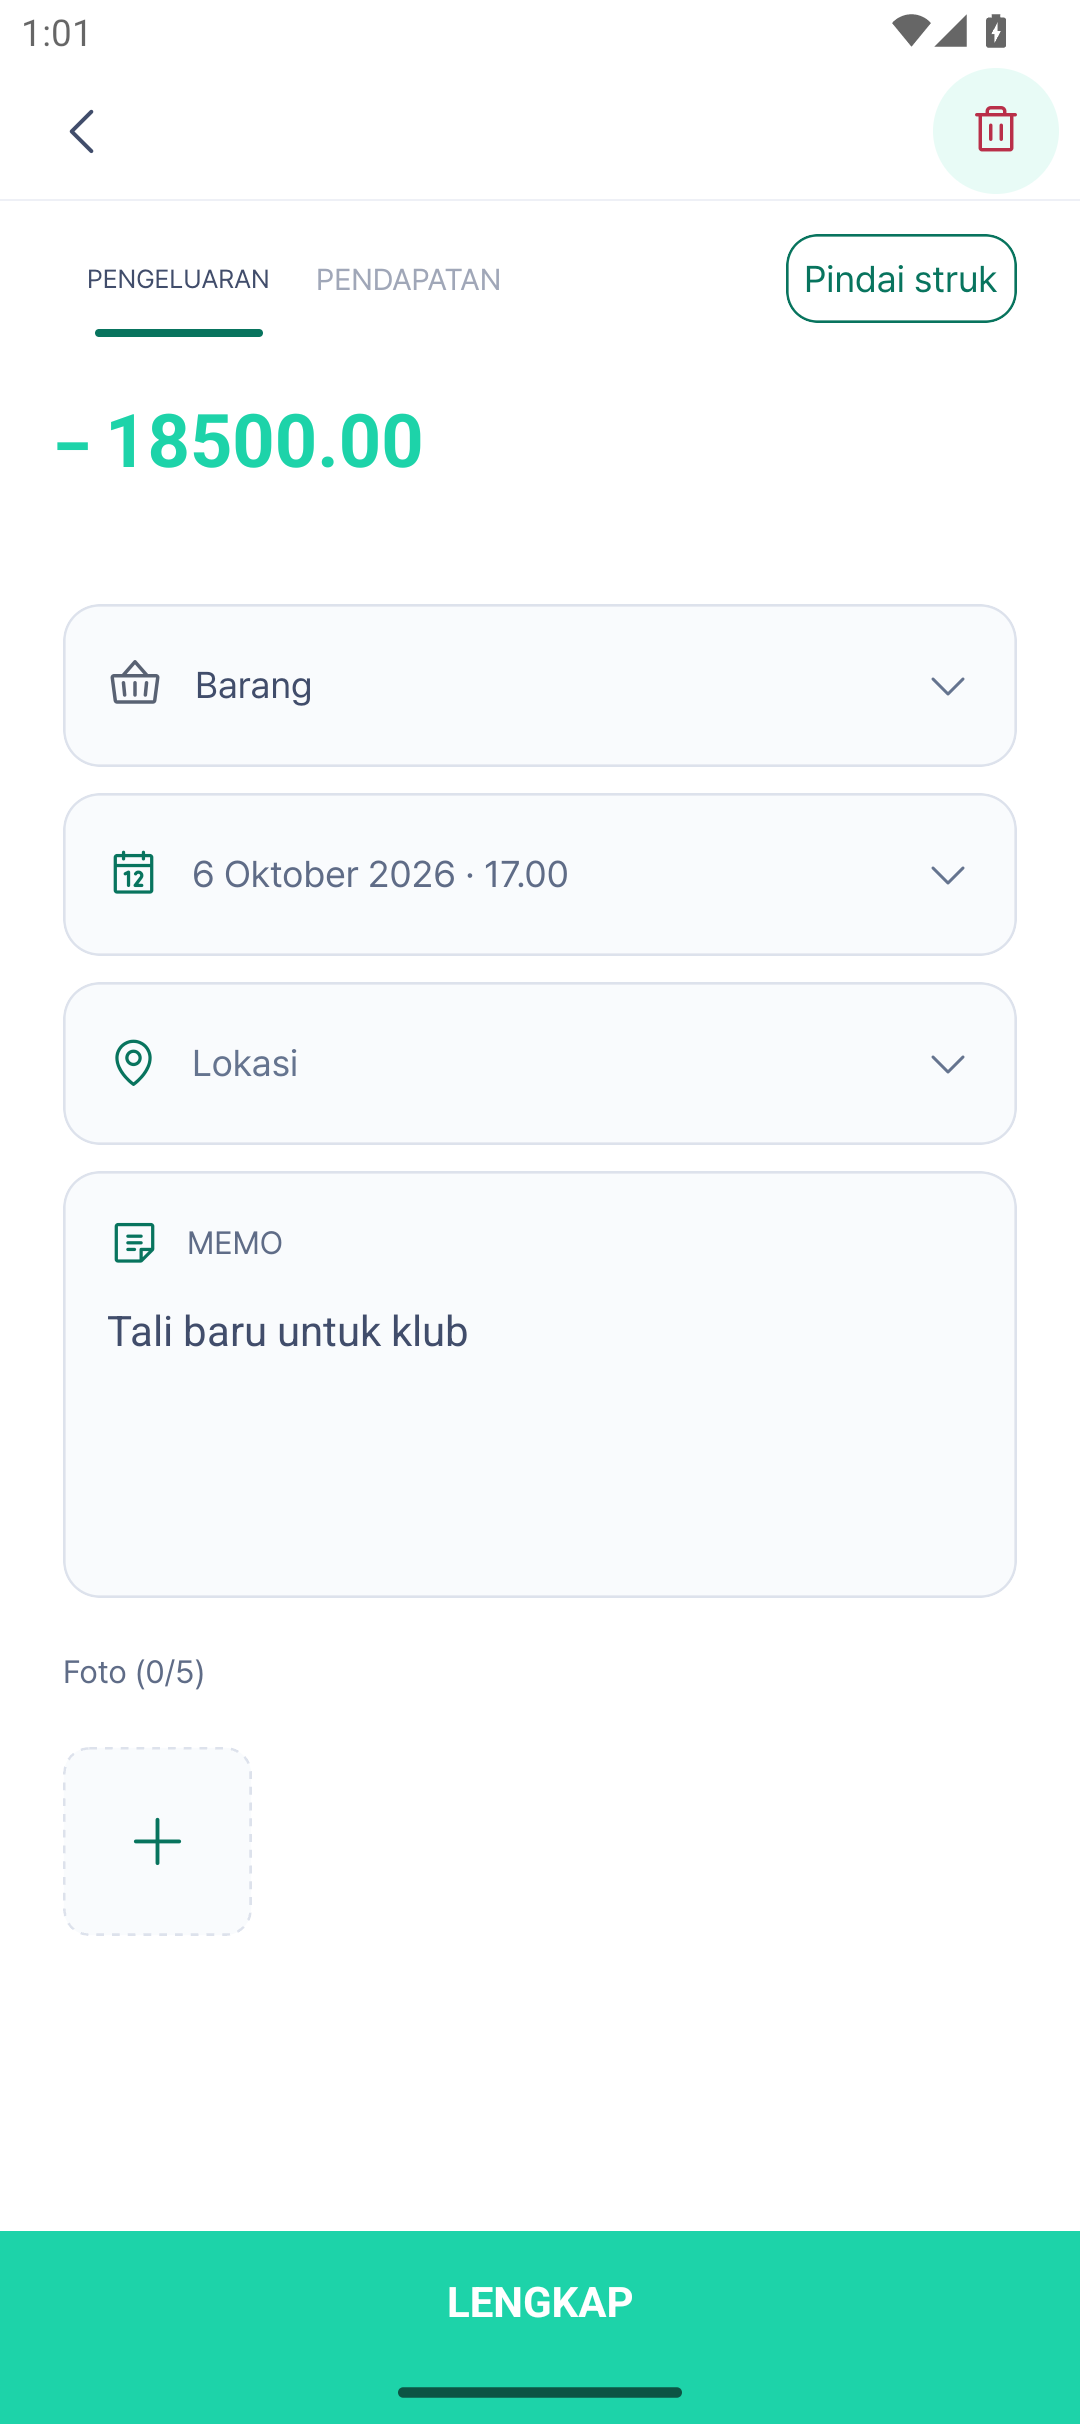 1:01
PENGELUARAN
PENDAPATAN
Pindai struk
– 18500.00
Barang
12
6 Oktober 2026 · 17.00
Lokasi
MEMO
Tali baru untuk klub
Foto (0/5)
LENGKAP